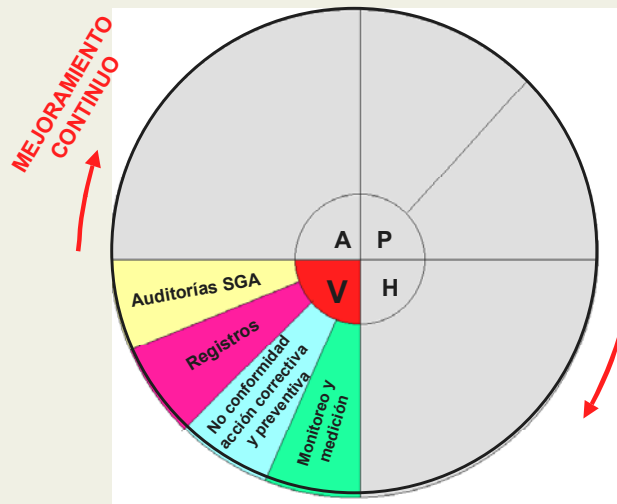 MEJORAMIENTO
CONTINUO
A
P
V
H
Auditorías SGA
Registros
No conformidad
acción correctiva
y preventiva
Monitoreo y
medición